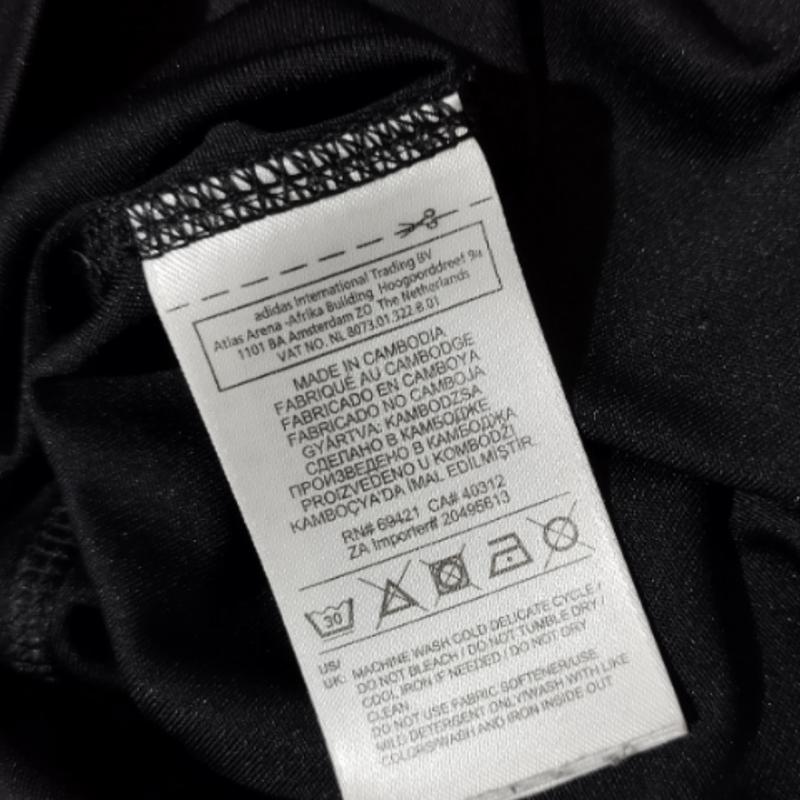 adidas International Trading BV
Atlas Arena -Afrika Building Hoogoorddreef 9a
1101 BA Amsterdam ZO The Netherlands
VAT NO. NL 8073.01.322.B.01
MADE IN CAMBODIA
FABRIQUÉ AU CAMBODGE
FABRICADO EN CAMBOYA
FABRICADO NO CAMBOJA
GYÁRTVA: KAMBODZSA
СДЕЛАНО В КАМБОДЖЕ
ПРОИЗВЕДЕНО В КАМБОДЖА
PROIZVEDENO U KOMBODŽI
KAMBOÇYA'DA İMAL EDİLMİŞTİR.
RN# 69421 CA# 40312
ZA Importer# 20495613
30
US/
UK: MACHINE WASH COLD DELICATE CYCLE /
DO NOT BLEACH / DO NOT TUMBLE DRY /
COOL IRON IF NEEDED / DO NOT DRY
CLEAN
DO NOT USE FABRIC SOFTENER/USE
MILD DETERGENT ONLY/WASH WITH LIKE
COLORS/WASH AND IRON INSIDE OUT